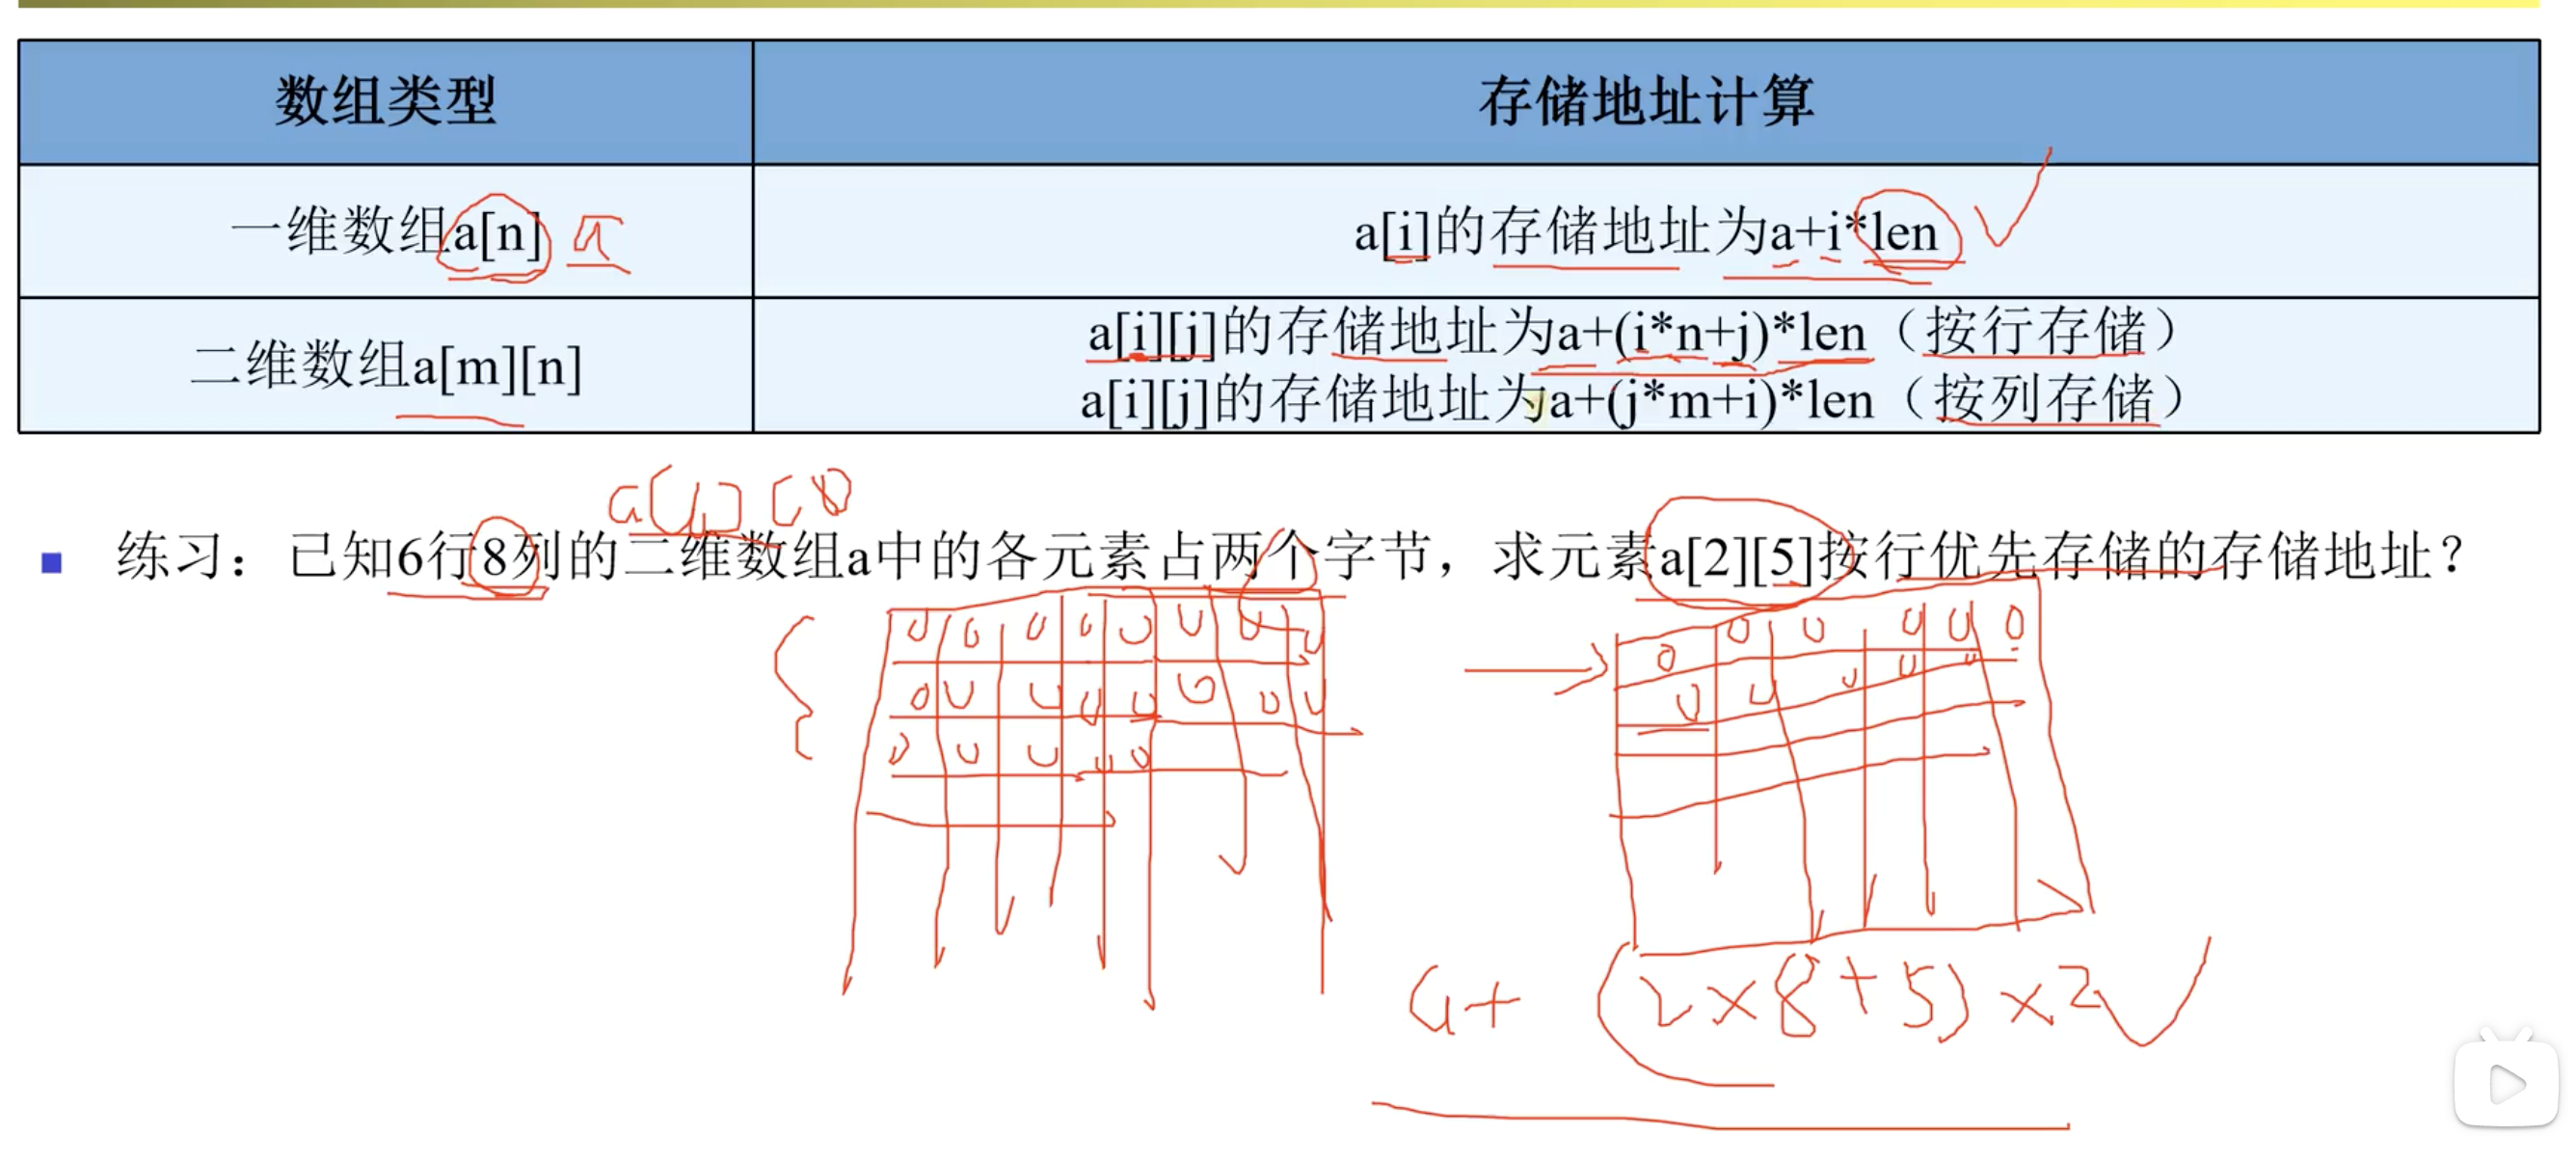 数组类型
存储地址计算
一维数组a[n] a
a[i]的存储地址为a+i*len
二维数组a[m][n]
a[i][j]的存储地址为a+(i*n+j)*len（按行存储）
a[i][j]的存储地址为a+(j*m+i)*len（按列存储）
练习：已知6行8列的二维数组a中的各元素占两个字节，求元素a[2][5]按行优先存储的存储地址？
a+(2×8+5)×2